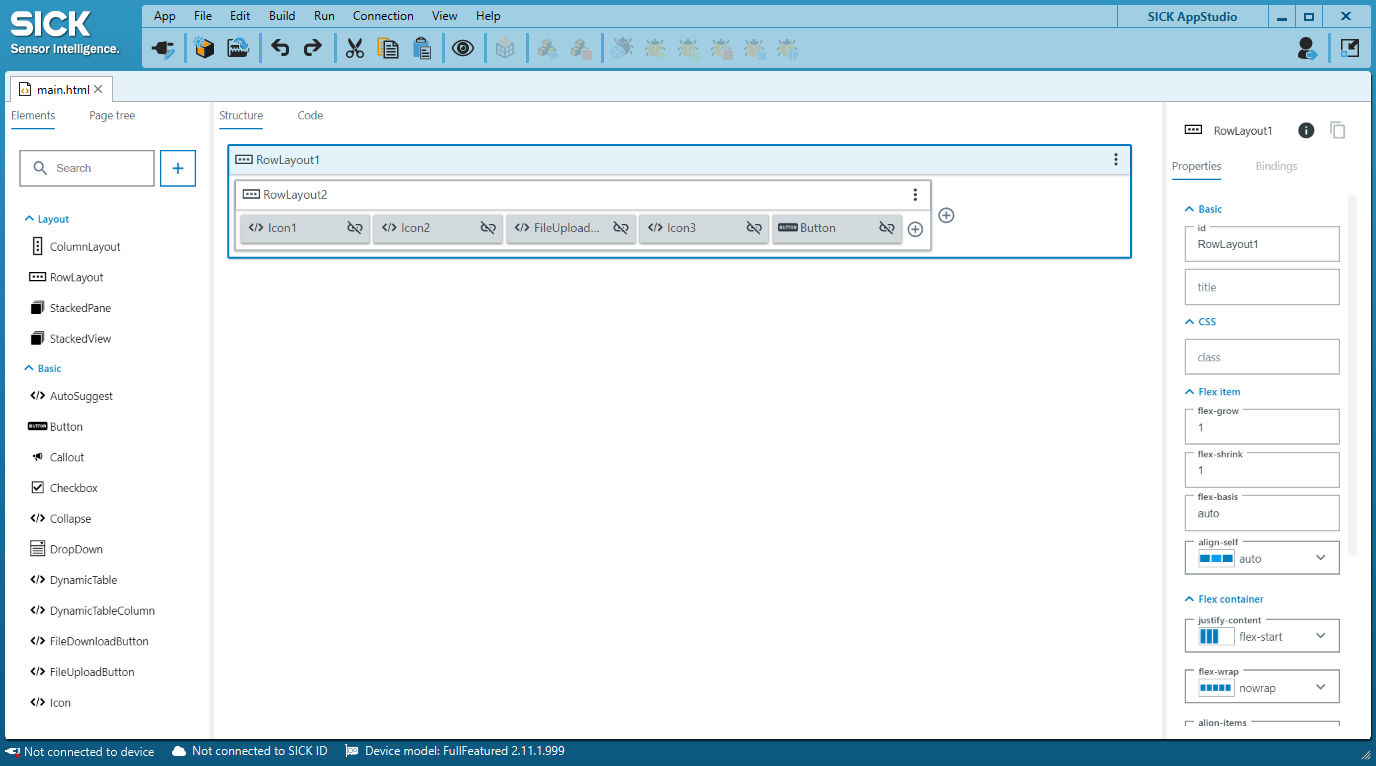 SICK
Sensor Intelligence.
App File Edit Build Run Connection View Help
SICK AppStudio
main.html
Elements Page tree
Structure Code
Search
Layout
ColumnLayout
RowLayout
StackedPane
StackedView
Basic
AutoSuggest
BUTTON Button
Callout
Checkbox
Collapse
DropDown
DynamicTable
DynamicTableColumn
FileDownloadButton
FileUploadButton
Icon
RowLayout1
RowLayout2
Icon1 Icon2 FileUpload... Icon3 BUTTON Button
RowLayout1
Properties Bindings
Basic
id
RowLayout1
title
CSS
class
Flex item
flex-grow
1
flex-shrink
1
flex-basis
auto
align-self
auto
Flex container
justify-content
flex-start
flex-wrap
nowrap
align-items
Not connected to device Not connected to SICK ID Device model: FullFeatured 2.11.1.999